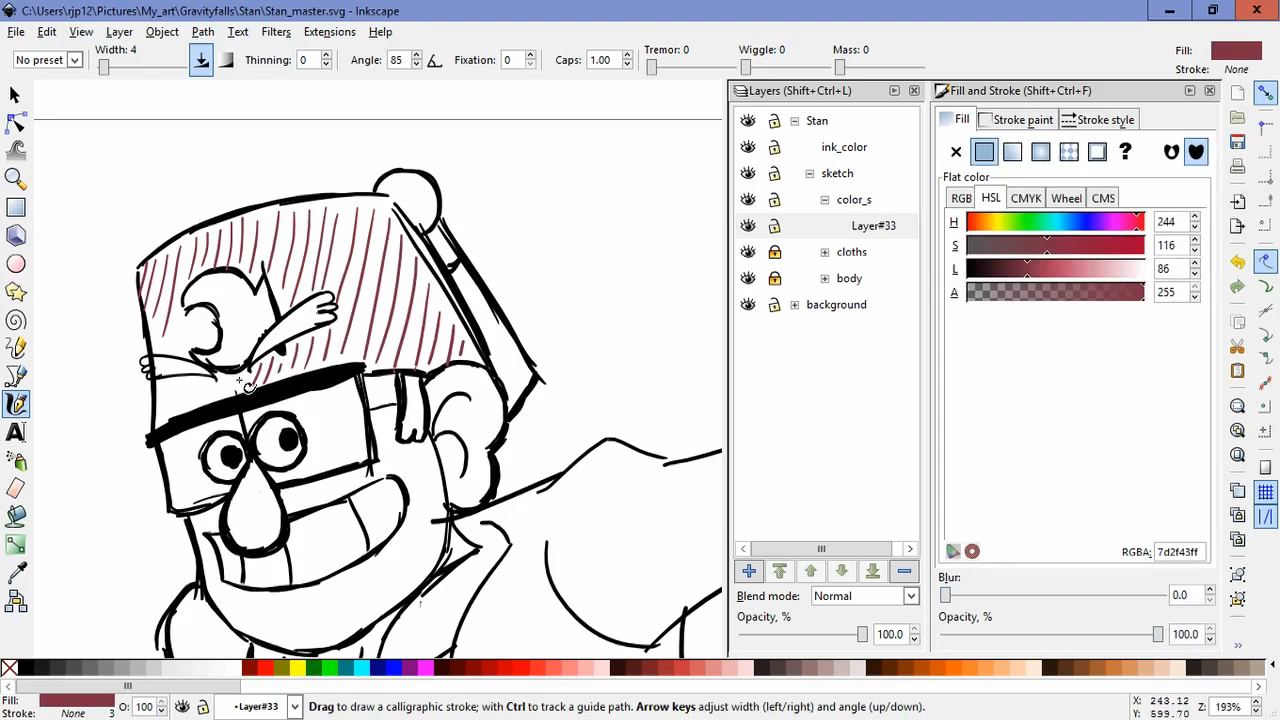 C:\Users\rjp12\Pictures\My_art\Gravityfalls\Stan\Stan_master.svg - Inkscape
File Edit View Layer Object Path Text Filters Extensions Help
No preset Width: 4 Thinning: 0 Angle: 85 Fixation: 0 Caps: 1.00 Tremor: 0 Wiggle: 0 Mass: 0 Fill:
Stroke: None
Layers (Shift+Ctrl+L)
Stan
ink_color
sketch
color_s
Layer#33
cloths
body
background
Blend mode: Normal
Opacity, %
100.0
Fill and Stroke (Shift+Ctrl+F)
Fill Stroke paint Stroke style
?
Flat color
RGB HSL CMYK Wheel CMS
H 244
S 116
L 86
A 255
RGBA: 7d2f43ff
Blur:
0.0
Opacity, %
100.0
Fill:
Stroke: None 3
O: 100
•Layer#33
Drag to draw a calligraphic stroke; with Ctrl to track a guide path. Arrow keys adjust width (left/right) and angle (up/down).
X: 243.12
Y: 599.70
Z: 193%